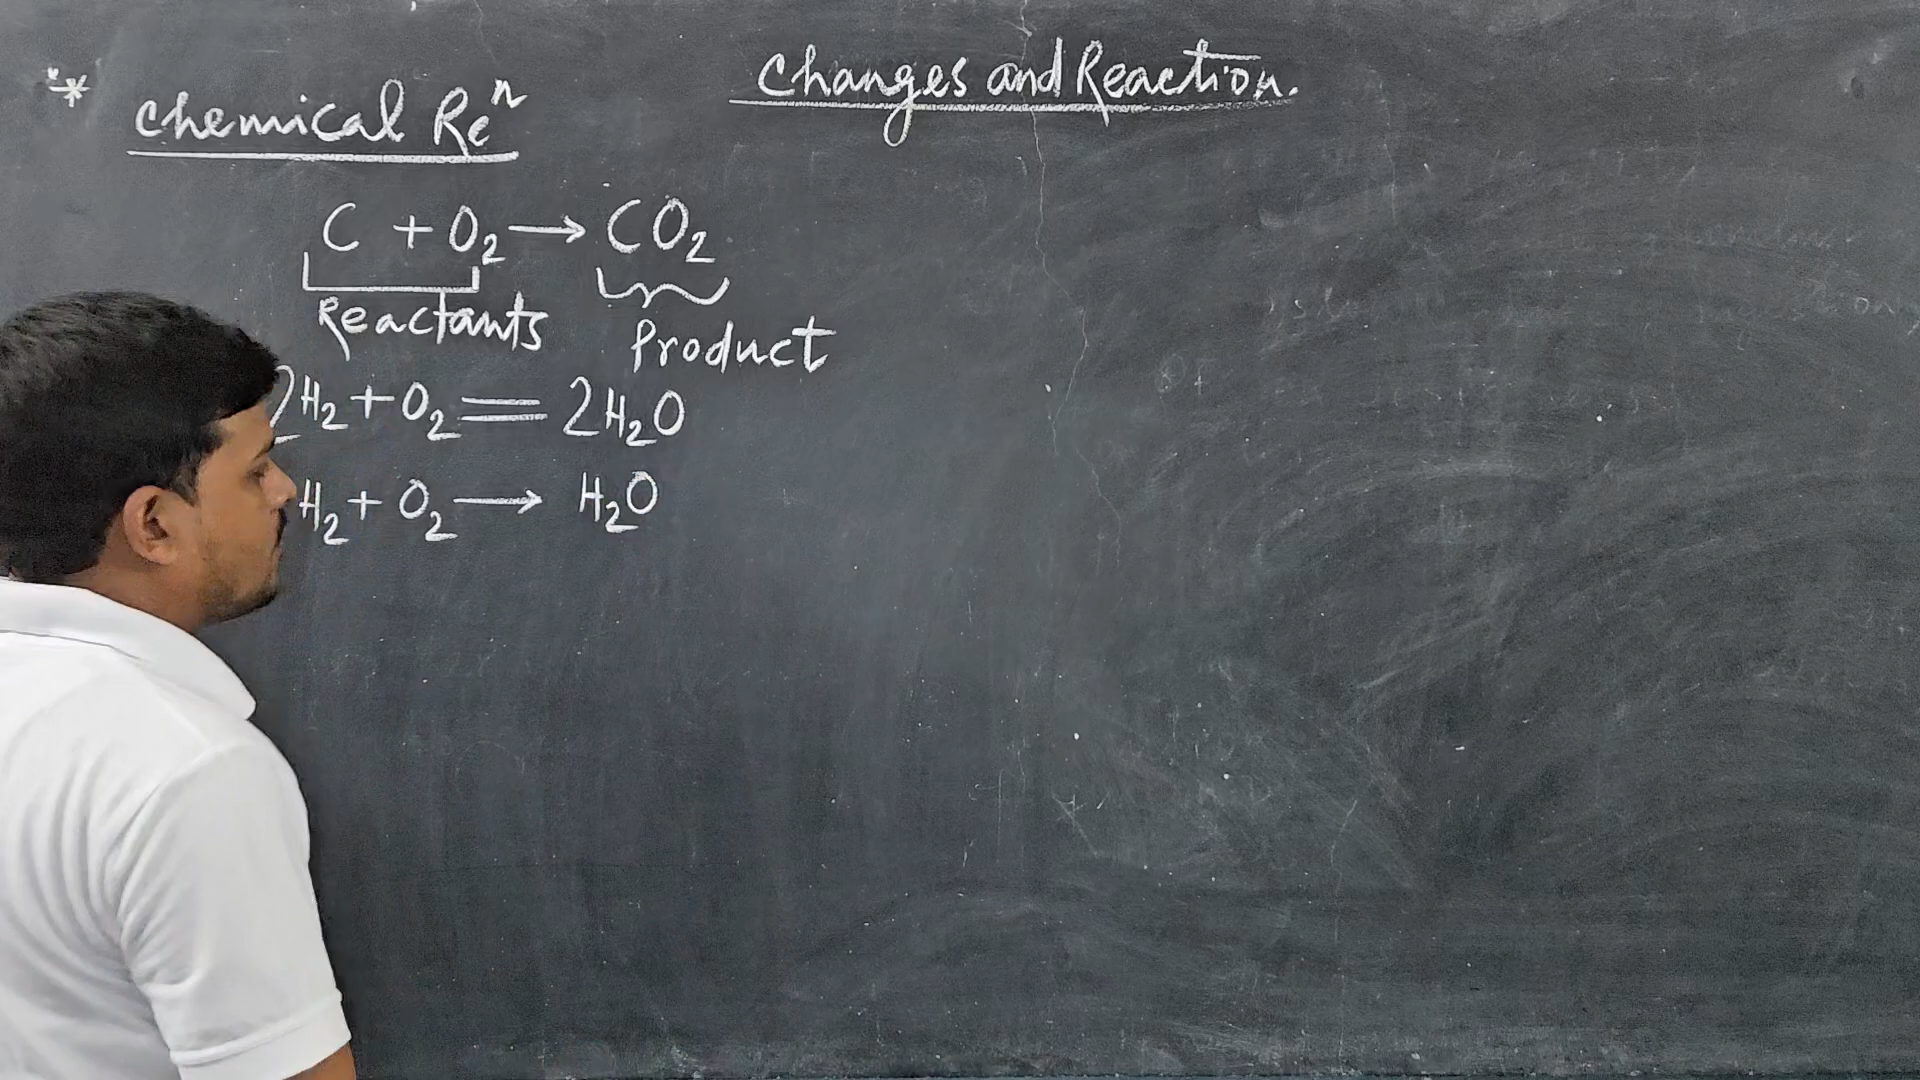 Changes and Reaction.
* Chemical Reⁿ
C + O₂ → CO₂
Reactants Product
2H₂ + O₂ = 2H₂O
H₂ + O₂ → H₂O